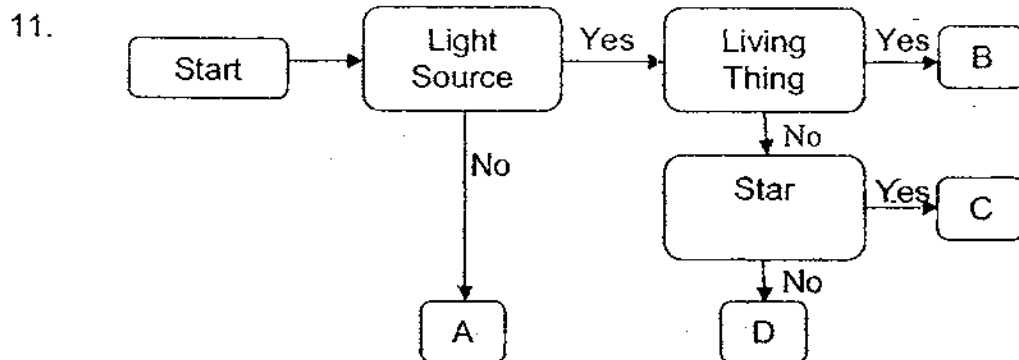 11.
Start
Light
Source
Yes
Living
Thing
Yes
B
No
No
Star
Yes
C
No
A
D